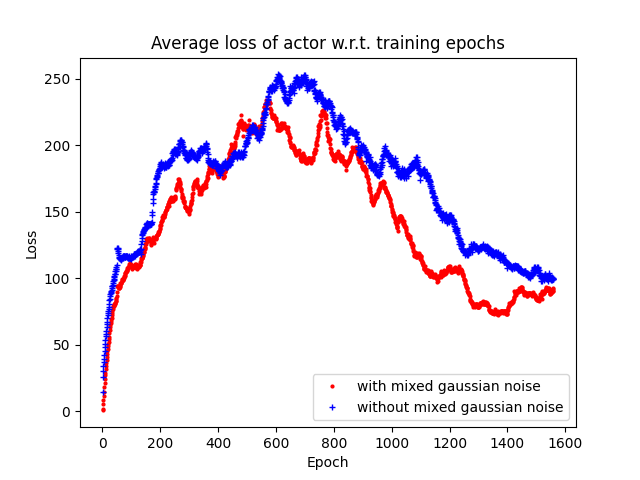 Average loss of actor w.r.t. training epochs
250
200
150
100
50
0
Loss
with mixed gaussian noise
without mixed gaussian noise
0 200 400 600 800 1000 1200 1400 1600
Epoch